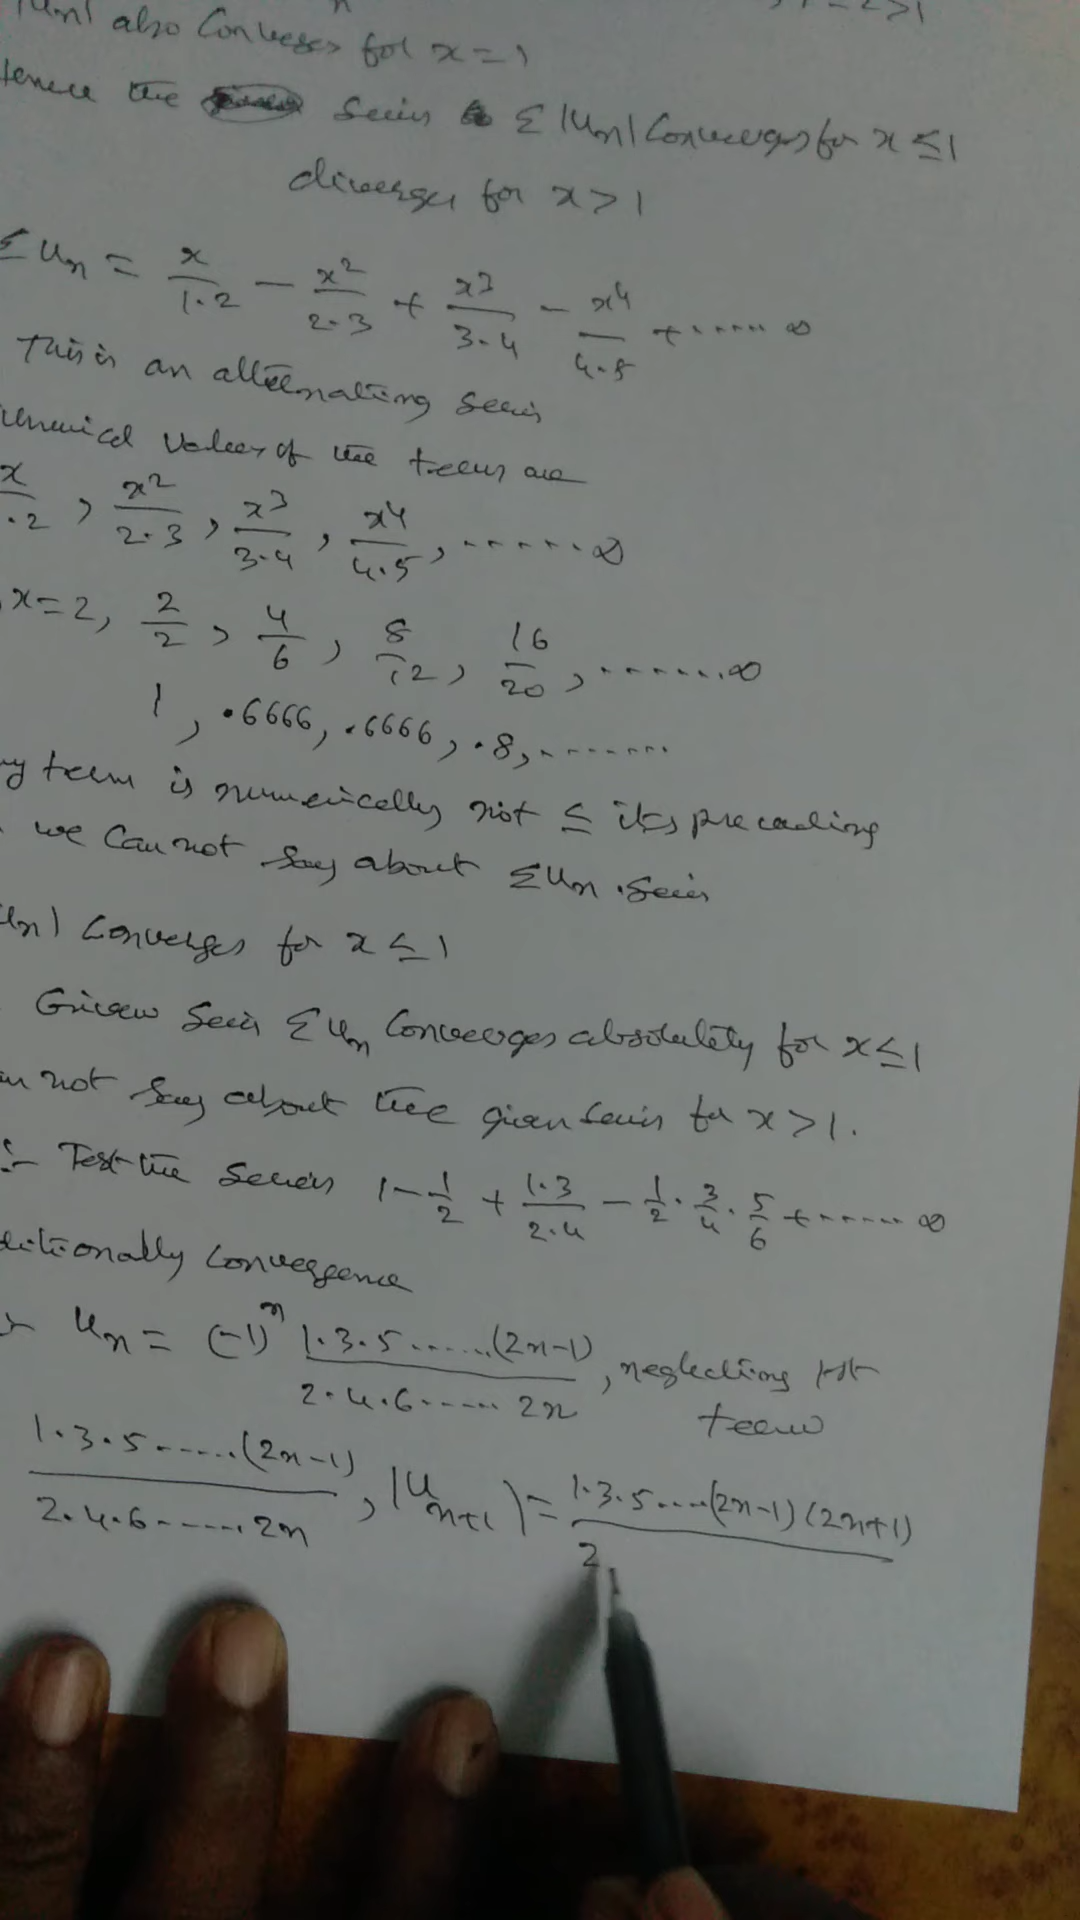 |Un| also Converges for x = 1
Hence the Series Σ |Un| Converges for x ≤ 1
diverges for x > 1
Σ Un = x/1·2 − x²/2·3 + x³/3·4 − x⁴/4·5 + ...... ∞
This is an alternating Series
numerical Values of the terms are
x/1·2 , x²/2·3 , x³/3·4 , x⁴/4·5 , ...... ∞
x = 2, 2/2 , 4/6 , 8/12 , 16/20 , ....... ∞
1 , ·6666 , ·6666 , ·8 , ........
term is numerically not ≤ its preceding
we Can not Say about Σ Un . Series
Un| Converges for x ≤ 1
Given Series Σ Un Converges absolutely for x ≤ 1
not Say about the given Series for x > 1 .
:- Test the Series 1 − 1/2 + 1·3/2·4 − 1/2 · 3/4 · 5/6 + ...... ∞
ditionally Convergence
Un = (−1)ⁿ 1·3·5 ......(2n−1) / 2·4·6 ..... 2n , neglecting 1st
term
1·3·5 .....(2n−1) / 2·4·6 ...... 2n , |Un+1| = 1·3·5 ....(2n−1) (2n+1) / 2